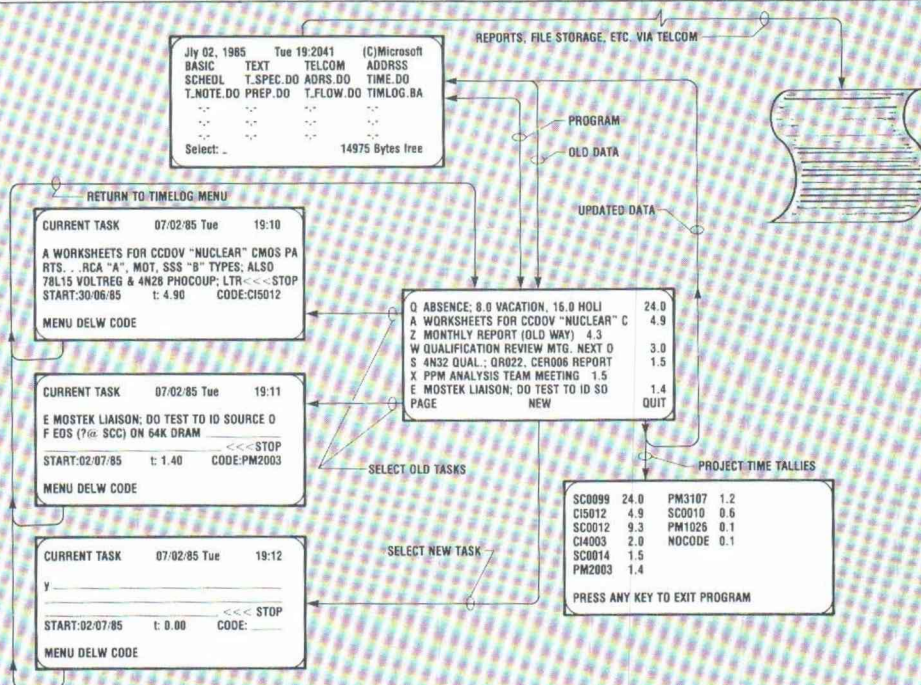 REPORTS, FILE STORAGE, ETC. VIA TELCOM
Jly 02, 1985 Tue 19:2041 (C)Microsoft
BASIC TEXT TELCOM ADDRSS
SCHEDL T.SPEC.DO ADRS.DO TIME.DO
T.NOTE.DO PREP.DO T.FLOW.DO TIMLOG.BA
-.- -.- -.- -.-
-.- -.- -.- -.-
-.- -.- -.- -.-
Select: _ 14975 Bytes free
PROGRAM
OLD DATA
UPDATED DATA
RETURN TO TIMELOG MENU
CURRENT TASK 07/02/85 Tue 19:10
A WORKSHEETS FOR CCDOV "NUCLEAR" CMOS PA
RTS. . .RCA "A", MOT, SSS "B" TYPES; ALSO
78L15 VOLTREG & 4N28 PHOCOUP; LTR<<<STOP
START:30/06/85 t: 4.90 CODE:CI5012
MENU DELW CODE
Q ABSENCE; 8.0 VACATION, 16.0 HOLI 24.0
A WORKSHEETS FOR CCDOV "NUCLEAR" C 4.9
Z MONTHLY REPORT (OLD WAY) 4.3
W QUALIFICATION REVIEW MTG. NEXT D 3.0
S 4N32 QUAL.; QR022, CER006 REPORT 1.5
X PPM ANALYSIS TEAM MEETING 1.5
E MOSTEK LIAISON; DO TEST TO ID SO 1.4
PAGE NEW QUIT
CURRENT TASK 07/02/85 Tue 19:11
E MOSTEK LIAISON; DO TEST TO ID SOURCE O
F EOS (?@ SCC) ON 64K DRAM
<<<STOP
START:02/07/85 t: 1.40 CODE:PM2003
MENU DELW CODE
SELECT OLD TASKS
PROJECT TIME TALLIES
SC0099 24.0 PM3107 1.2
CI5012 4.9 SC0010 0.6
SC0012 9.3 PM1026 0.1
CI4003 2.0 NOCODE 0.1
SC0014 1.5
PM2003 1.4
PRESS ANY KEY TO EXIT PROGRAM
SELECT NEW TASK
CURRENT TASK 07/02/85 Tue 19:12
y
<<< STOP
START:02/07/85 t: 0.00 CODE:
MENU DELW CODE